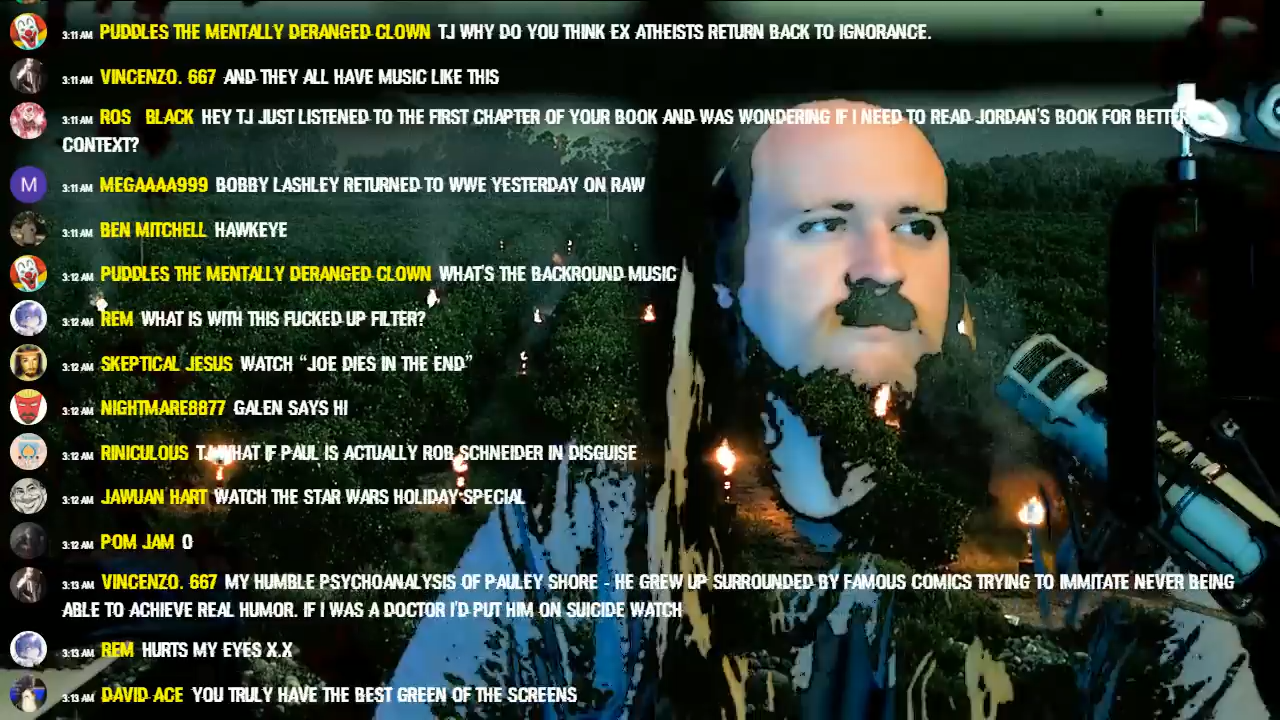 3:11 AM PUDDLES THE MENTALLY DERANGED CLOWN TJ WHY DO YOU THINK EX ATHEISTS RETURN BACK TO IGNORANCE.
3:11 AM VINCENZO. 667 AND THEY ALL HAVE MUSIC LIKE THIS
3:11 AM ROS BLACK HEY TJ JUST LISTENED TO THE FIRST CHAPTER OF YOUR BOOK AND WAS WONDERING IF I NEED TO READ JORDAN'S BOOK FOR BETTER
CONTEXT?
M 3:11 AM MEGAAAA999 BOBBY LASHLEY RETURNED TO WWE YESTERDAY ON RAW
3:11 AM BEN MITCHELL HAWKEYE
3:12 AM PUDDLES THE MENTALLY DERANGED CLOWN WHAT'S THE BACKROUND MUSIC
3:12 AM REM WHAT IS WITH THIS FUCKED UP FILTER?
3:12 AM SKEPTICAL JESUS WATCH “JOE DIES IN THE END”
3:12 AM NIGHTMARE8877 GALEN SAYS HI
3:12 AM RINICULOUS TJ WHAT IF PAUL IS ACTUALLY ROB SCHNEIDER IN DISGUISE
3:12 AM JAWUAN HART WATCH THE STAR WARS HOLIDAY SPECIAL
3:12 AM POM JAM O
3:13 AM VINCENZO. 667 MY HUMBLE PSYCHOANALYSIS OF PAULEY SHORE - HE GREW UP SURROUNDED BY FAMOUS COMICS TRYING TO IMMITATE NEVER BEING
ABLE TO ACHIEVE REAL HUMOR. IF I WAS A DOCTOR I'D PUT HIM ON SUICIDE WATCH
3:13 AM REM HURTS MY EYES X.X
3:13 AM DAVID ACE YOU TRULY HAVE THE BEST GREEN OF THE SCREENS